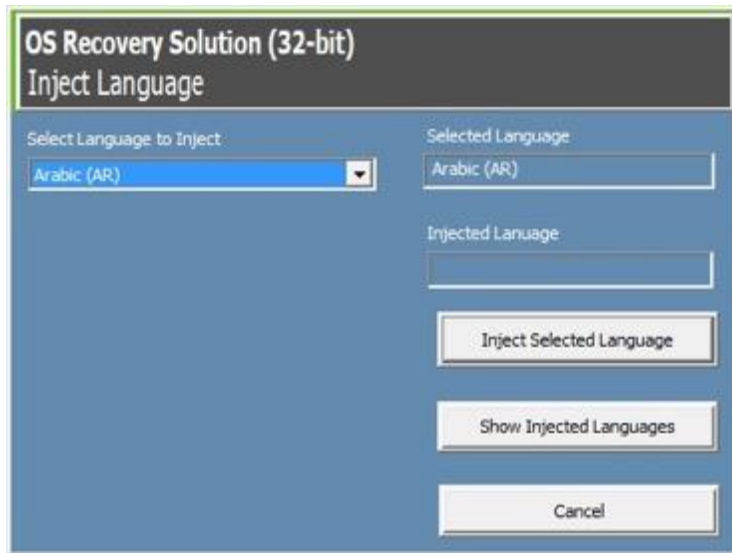 OS Recovery Solution (32-bit)
Inject Language
Select Language to Inject
Arabic (AR)
Selected Language
Arabic (AR)
Injected Lanuage
Inject Selected Language
Show Injected Languages
Cancel